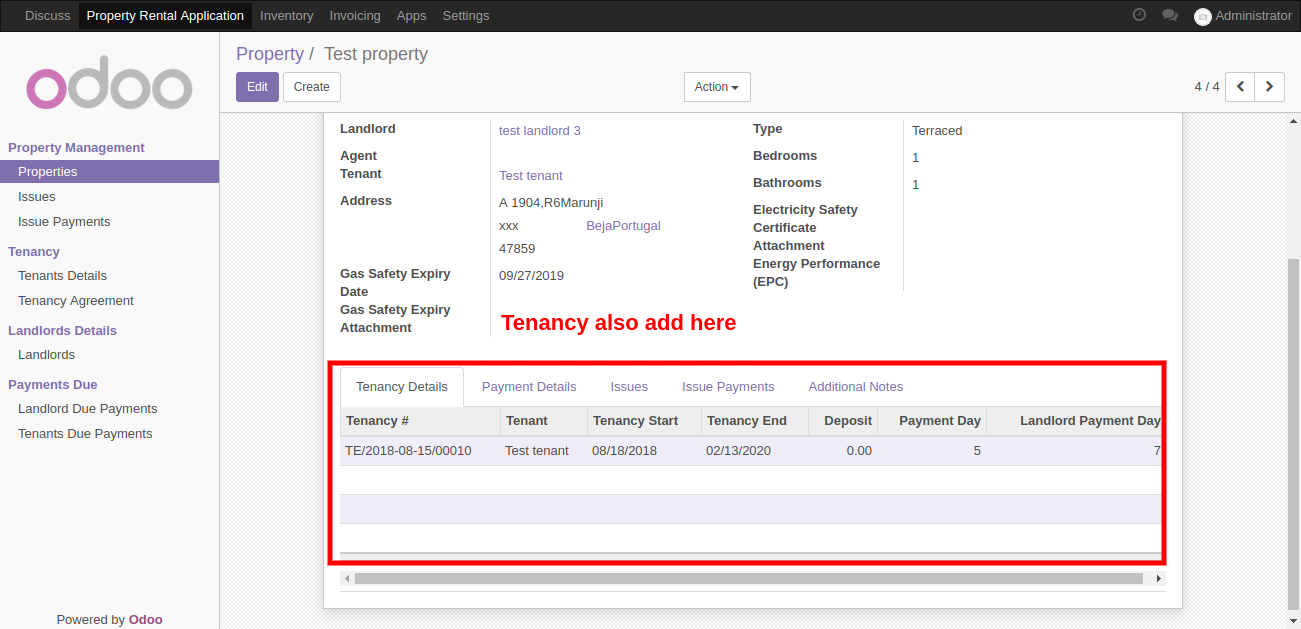 Discuss Property Rental Application Inventory Invoicing Apps Settings Administrator
odoo
Property Management
Properties
Issues
Issue Payments
Tenancy
Tenants Details
Tenancy Agreement
Landlords Details
Landlords
Payments Due
Landlord Due Payments
Tenants Due Payments
Powered by Odoo
Property / Test property
Edit Create Action 4 / 4
Landlord test landlord 3
Agent
Tenant Test tenant
Address A 1904,R6Marunji
xxx BejaPortugal
47859
Gas Safety Expiry Date 09/27/2019
Gas Safety Expiry
Attachment
Type Terraced
Bedrooms 1
Bathrooms 1
Electricity Safety
Certificate
Attachment
Energy Performance
(EPC)
Tenancy also add here
Tenancy Details Payment Details Issues Issue Payments Additional Notes
Tenancy # Tenant Tenancy Start Tenancy End Deposit Payment Day Landlord Payment Day
TE/2018-08-15/00010 Test tenant 08/18/2018 02/13/2020 0.00 5 7